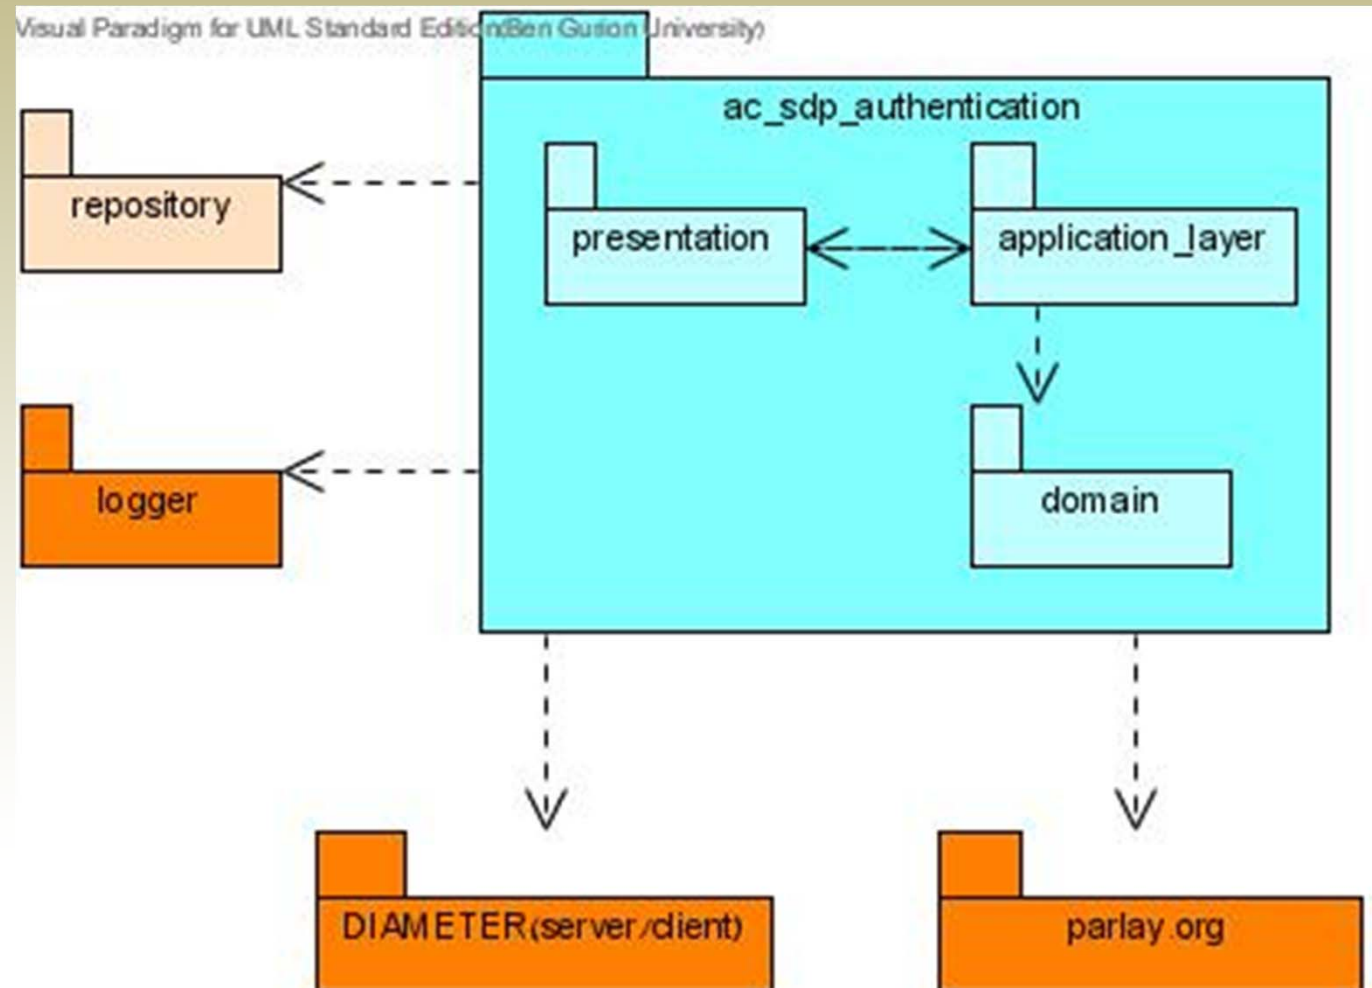 Visual Paradigm for UML Standard Edition(Ben Gurion University)
ac_sdp_authentication
repository
presentation
application_layer
logger
domain
DIAMETER(server/client)
parlay.org